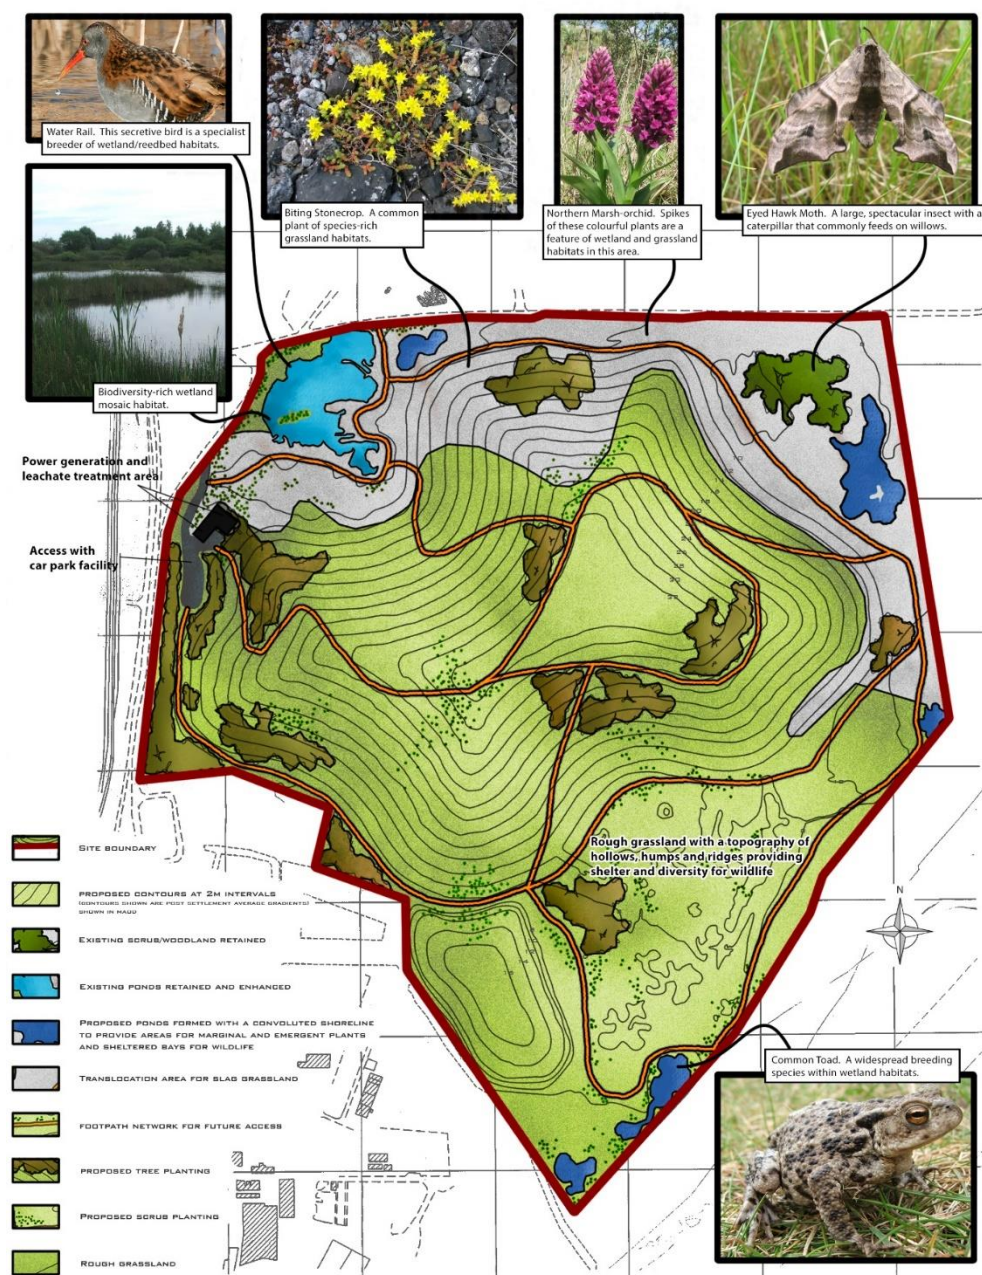 Water Rail.  This secretive bird is a specialist
breeder of wetland/reedbed habitats.
Biting Stonecrop.  A common
plant of species-rich
grassland habitats.
Northern Marsh-orchid.  Spikes
of these colourful plants are a
feature of wetland and grassland
habitats in this area.
Eyed Hawk Moth.  A large, spectacular insect with a
caterpillar that commonly feeds on willows.
Biodiversity-rich wetland
mosaic habitat.
Power generation and
leachate treatment area
Access with
car park facility
Rough grassland with a topography of
hollows, humps and ridges providing
shelter and diversity for wildlife
N
Common Toad.  A widespread breeding
species within wetland habitats.
SITE BOUNDARY
PROPOSED CONTOURS AT 2M INTERVALS
(CONTOURS SHOWN ARE POST SETTLEMENT AVERAGE GRADIENTS)
SHOWN IN MAOD
EXISTING SCRUB/WOODLAND RETAINED
EXISTING PONDS RETAINED AND ENHANCED
PROPOSED PONDS FORMED WITH A CONVOLUTED SHORELINE
TO PROVIDE AREAS FOR MARGINAL AND EMERGENT PLANTS
AND SHELTERED BAYS FOR WILDLIFE
TRANSLOCATION AREA FOR SLAG GRASSLAND
FOOTPATH NETWORK FOR FUTURE ACCESS
PROPOSED TREE PLANTING
PROPOSED SCRUB PLANTING
ROUGH GRASSLAND